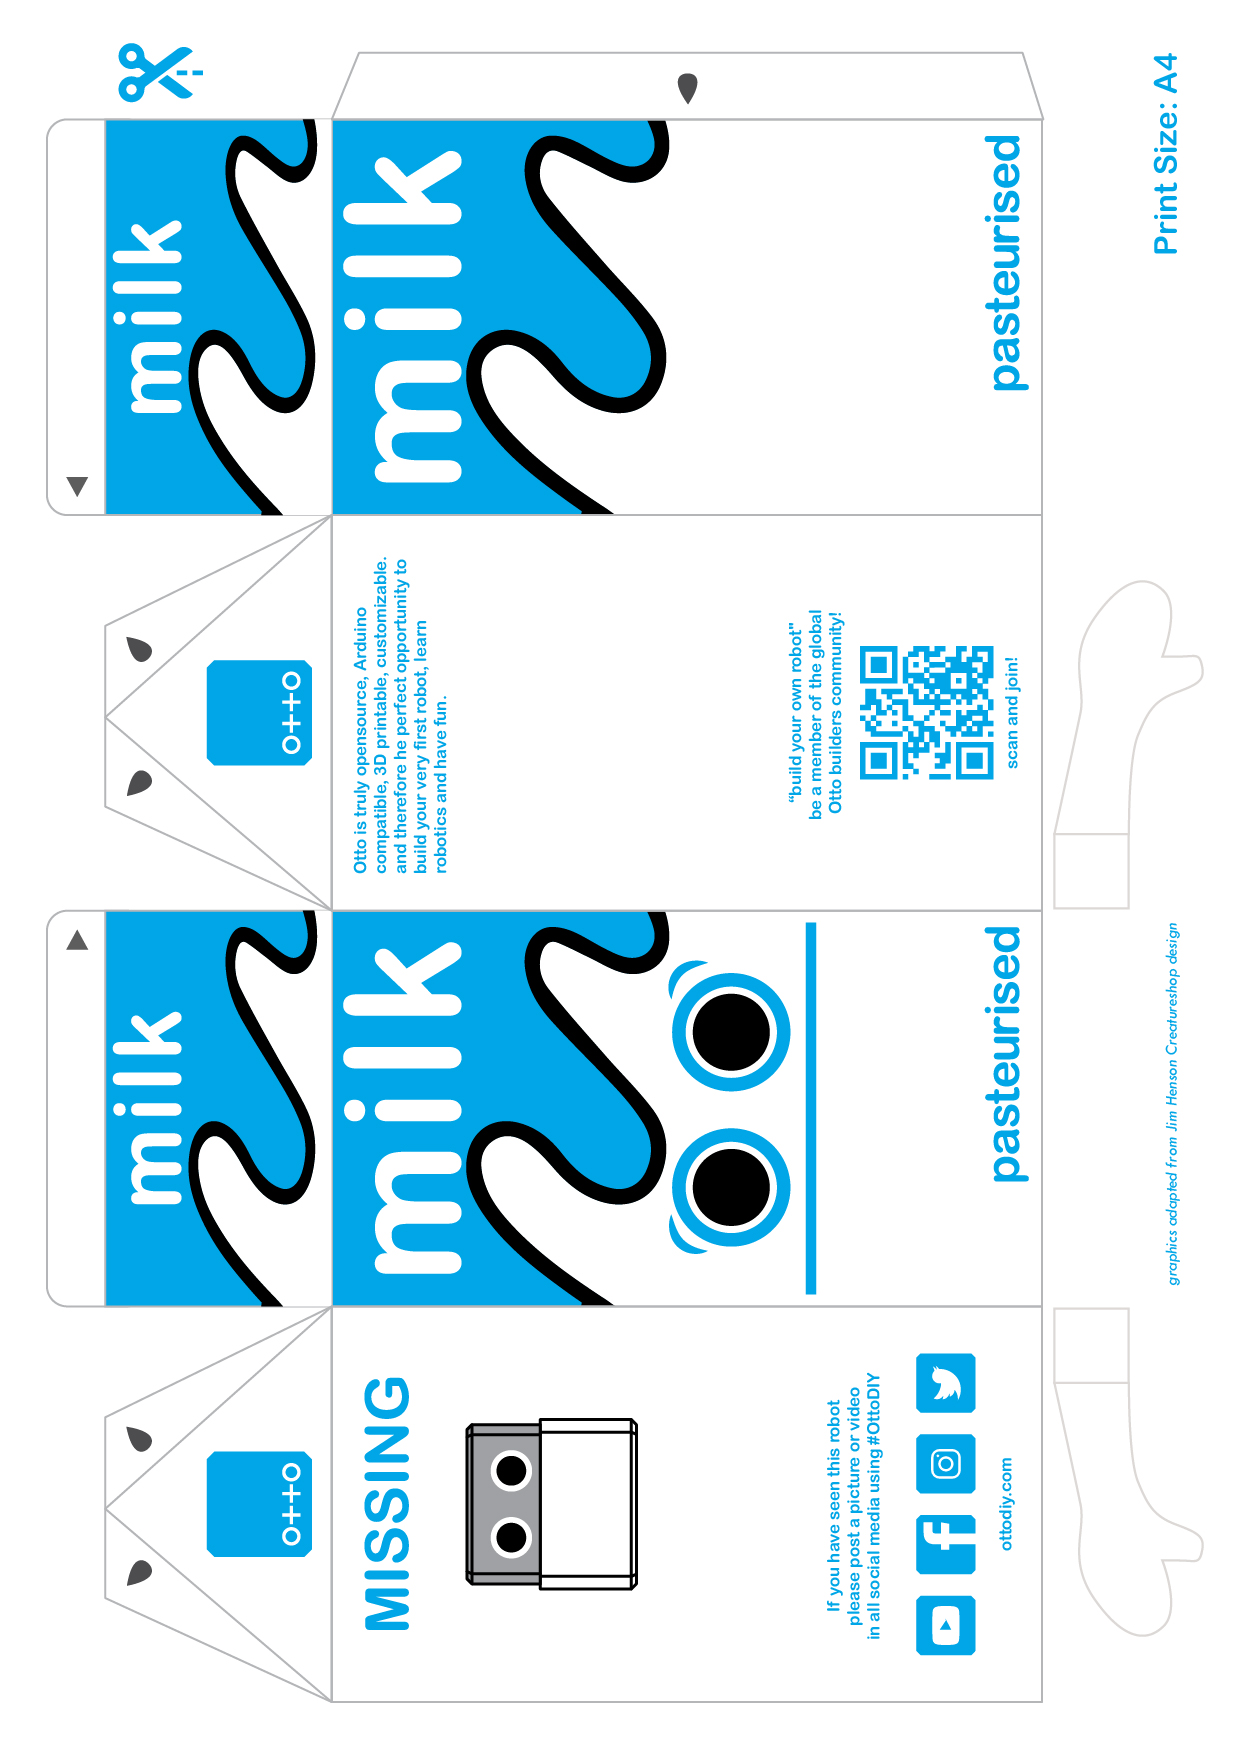 MISSING
If you have seen this robot
please post a picture or video
in all social media using #OttoDIY
ottodiy.com
otto
milk
milk
pasteurised
otto
Otto is truly opensource, Arduino
compatible, 3D printable, customizable.
and therefore he perfect opportunity to
build your very first robot, learn
robotics and have fun.
“build your own robot"
be a member of the global
Otto builders community!
scan and join!
milk
milk
pasteurised
graphics adapted from Jim Henson Creatureshop design
Print Size: A4